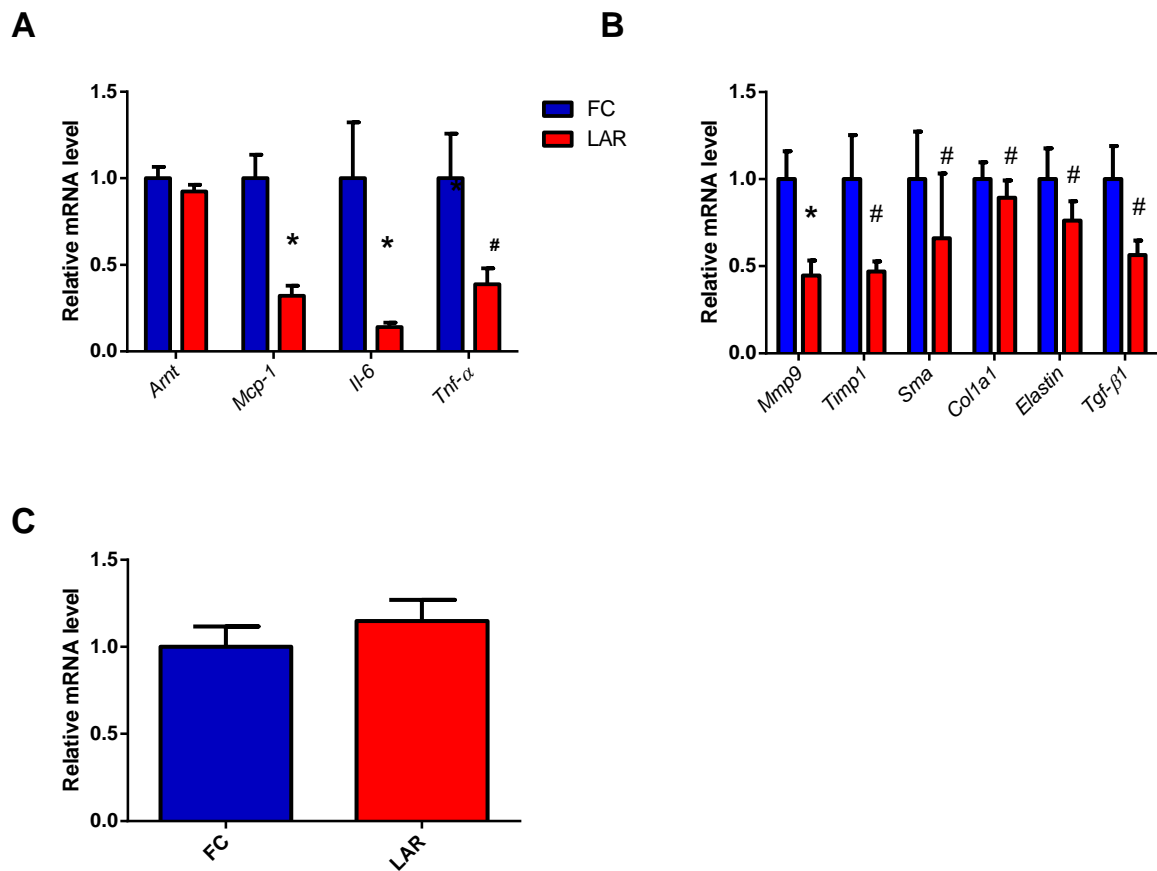 A
Relative mRNA level
1.5
1.0
0.5
0.0
*
*
*
#
Arnt
Mcp-1
Il-6
Tnf-α
FC
LAR
B
Relative mRNA level
1.5
1.0
0.5
0.0
*
#
#
#
#
#
Mmp9
Timp1
Sma
Col1a1
Elastin
Tgf-β1
C
Relative mRNA level
1.5
1.0
0.5
0.0
FC
LAR